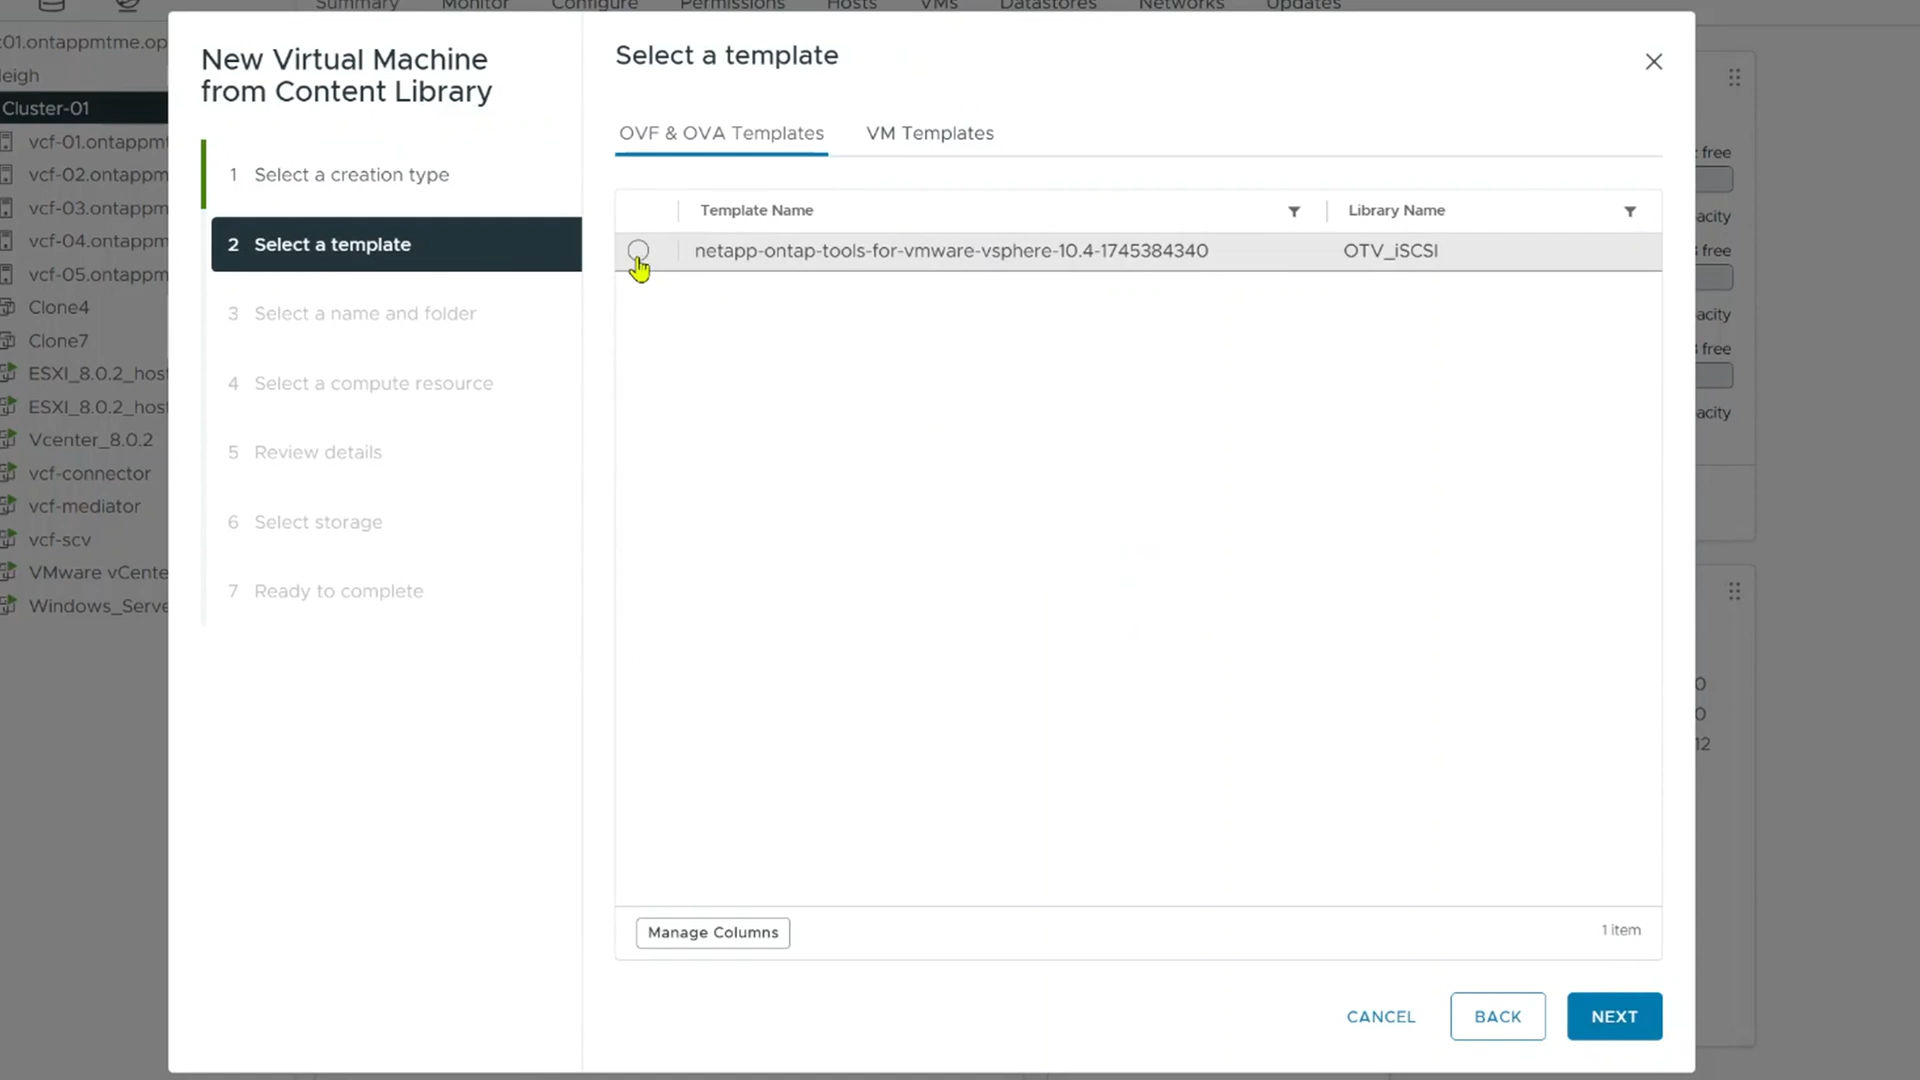 Summary Monitor Configure Permissions Hosts VMs Datastores Networks Updates
c01.ontappmtme.op
leigh
Cluster-01
vcf-01.ontappmt
vcf-02.ontappm
vcf-03.ontappm
vcf-04.ontappm
vcf-05.ontappm
Clone4
Clone7
ESXI_8.0.2_host
ESXI_8.0.2_host
Vcenter_8.0.2
vcf-connector
vcf-mediator
vcf-scv
VMware vCente
Windows_Serve
New Virtual Machine
from Content Library
1 Select a creation type
2 Select a template
3 Select a name and folder
4 Select a compute resource
5 Review details
6 Select storage
7 Ready to complete
Select a template
OVF & OVA Templates VM Templates
Template Name Library Name
netapp-ontap-tools-for-vmware-vsphere-10.4-1745384340 OTV_iSCSI
Manage Columns 1 item
CANCEL BACK NEXT
free
acity
free
acity
free
acity
0
0
12